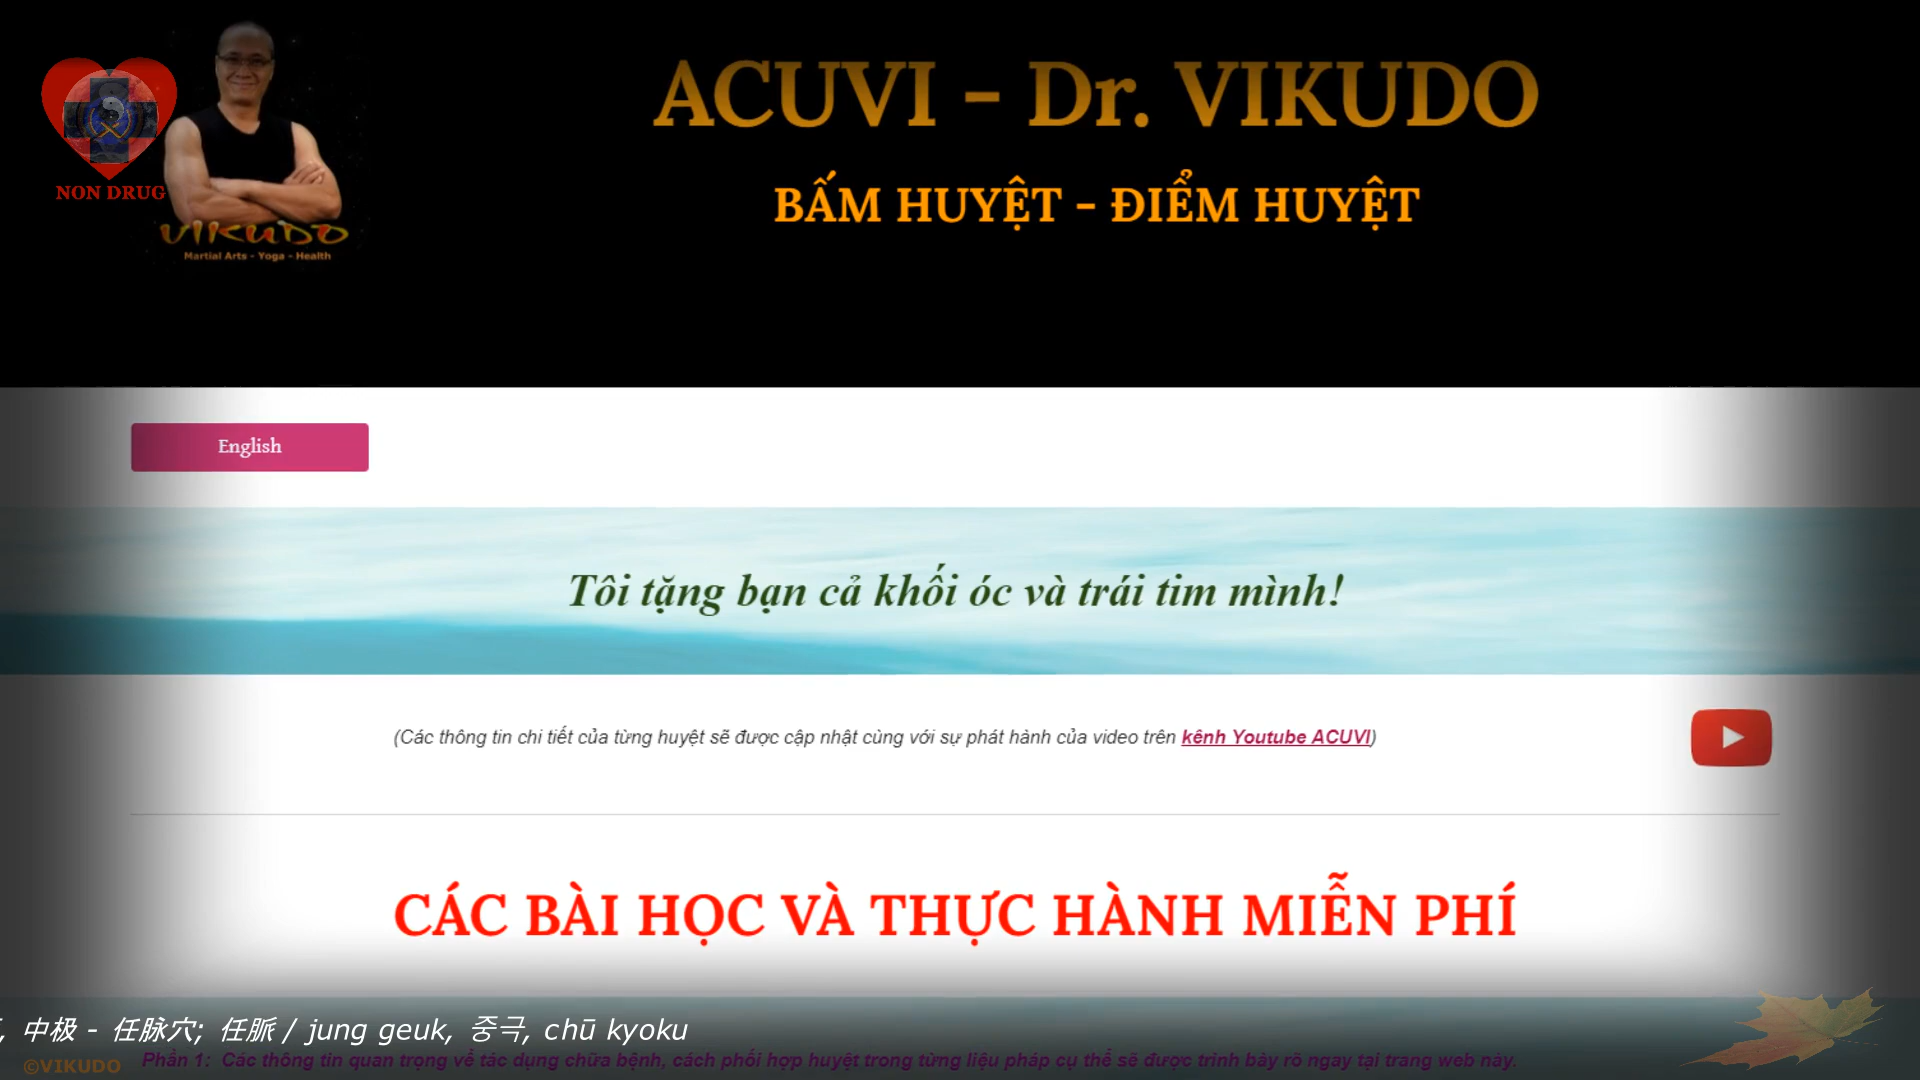 ACUVI - Dr. VIKUDO
BẤM HUYỆT - ĐIỂM HUYỆT
NON DRUG
VIKUDO
Martial Arts - Yoga - Health
English
Tôi tặng bạn cả khối óc và trái tim mình!
(Các thông tin chi tiết của từng huyệt sẽ được cập nhật cùng với sự phát hành của video trên kênh Youtube ACUVI)
CÁC BÀI HỌC VÀ THỰC HÀNH MIỄN PHÍ
, 中极 - 任脉穴; 任脈 / jung geuk, 중극, chū kyoku
©VIKUDO
Phần 1: Các thông tin quan trọng về tác dụng chữa bệnh, cách phối hợp huyệt trong từng liệu pháp cụ thể sẽ được trình bày rõ ngay tại trang web này.